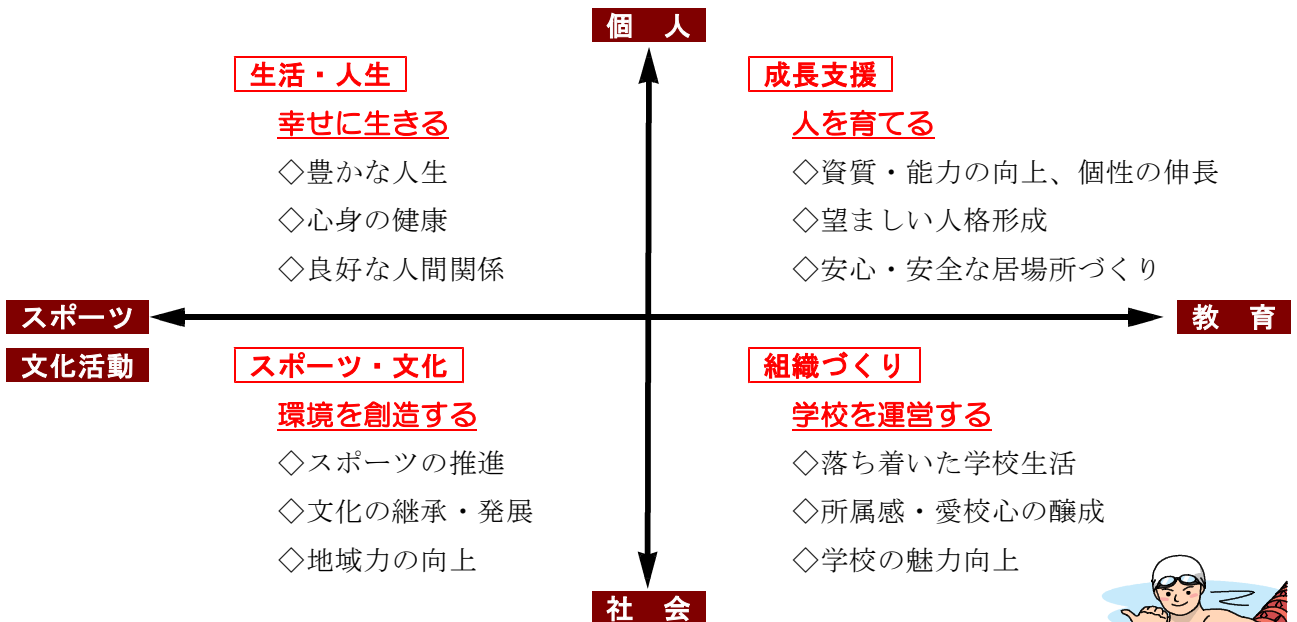 個　人
生活・人生
幸せに生きる
◇豊かな人生
◇心身の健康
◇良好な人間関係
成長支援
人を育てる
◇資質・能力の向上、個性の伸長
◇望ましい人格形成
◇安心・安全な居場所づくり
スポーツ
文化活動
教　育
スポーツ・文化
環境を創造する
◇スポーツの推進
◇文化の継承・発展
◇地域力の向上
組織づくり
学校を運営する
◇落ち着いた学校生活
◇所属感・愛校心の醸成
◇学校の魅力向上
社　会